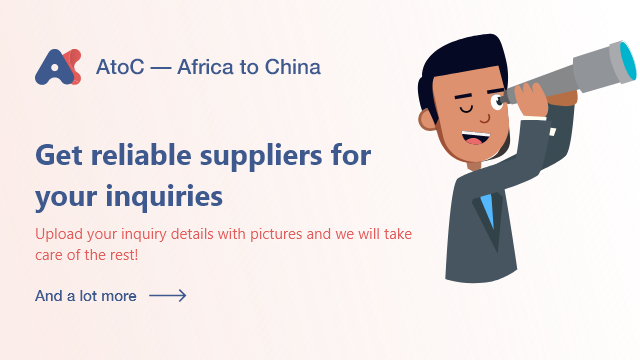 AtoC — Africa to China
Get reliable suppliers for
your inquiries
Upload your inquiry details with pictures and we will take
care of the rest!
And a lot more